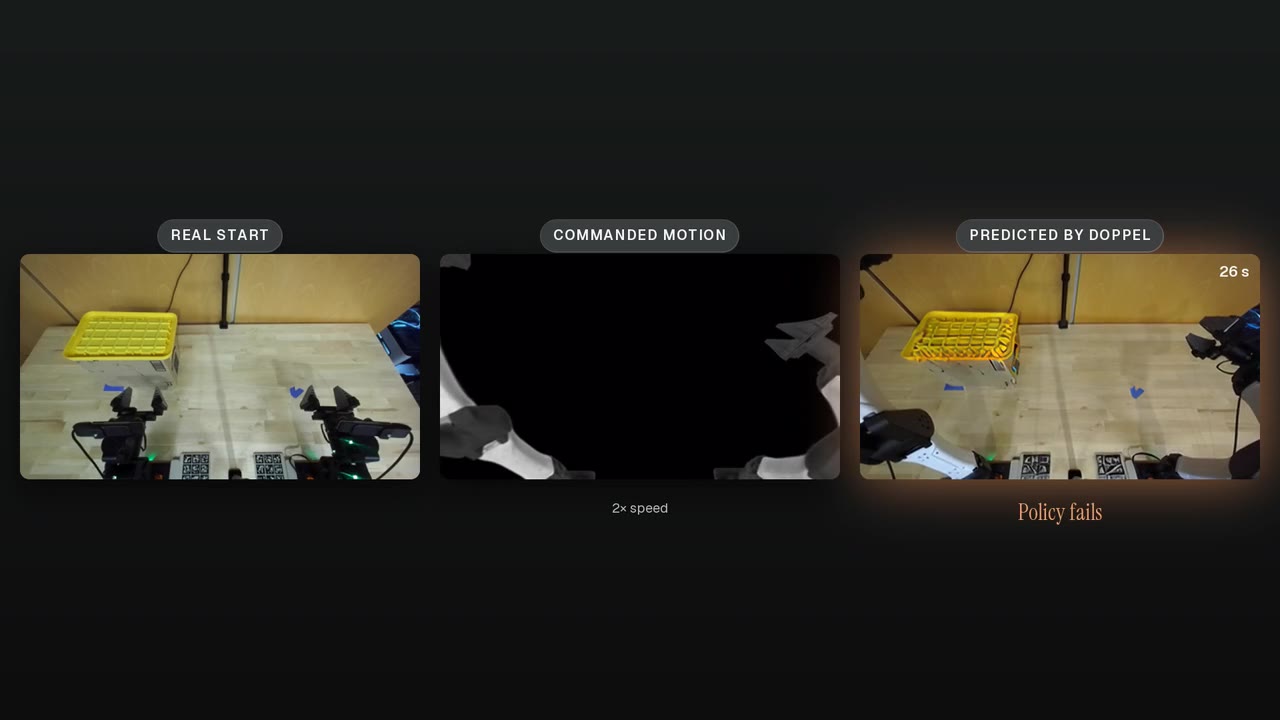 REAL START
COMMANDED MOTION
PREDICTED BY DOPPEL
26 s
2× speed
Policy fails